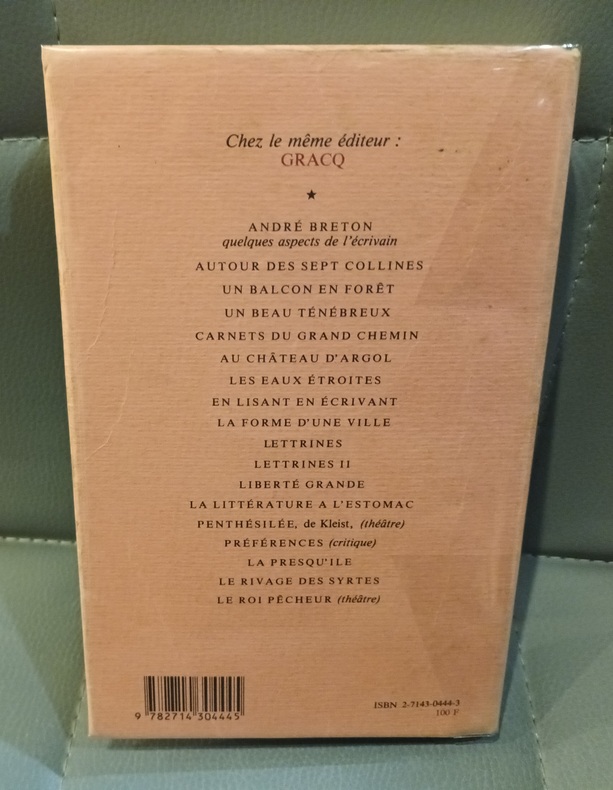 Chez le même éditeur :
GRACQ
★
ANDRÉ BRETON
quelques aspects de l'écrivain
AUTOUR DES SEPT COLLINES
UN BALCON EN FORÊT
UN BEAU TÉNÉBREUX
CARNETS DU GRAND CHEMIN
AU CHÂTEAU D'ARGOL
LES EAUX ÉTROITES
EN LISANT EN ÉCRIVANT
LA FORME D'UNE VILLE
LETTRINES
LETTRINES II
LIBERTÉ GRANDE
LA LITTÉRATURE A L'ESTOMAC
PENTHÉSILÉE, de Kleist, (théâtre)
PRÉFÉRENCES (critique)
LA PRESQU'ILE
LE RIVAGE DES SYRTES
LE ROI PÊCHEUR (théâtre)
9 782714 304445
ISBN 2-7143-0444-3
100 F